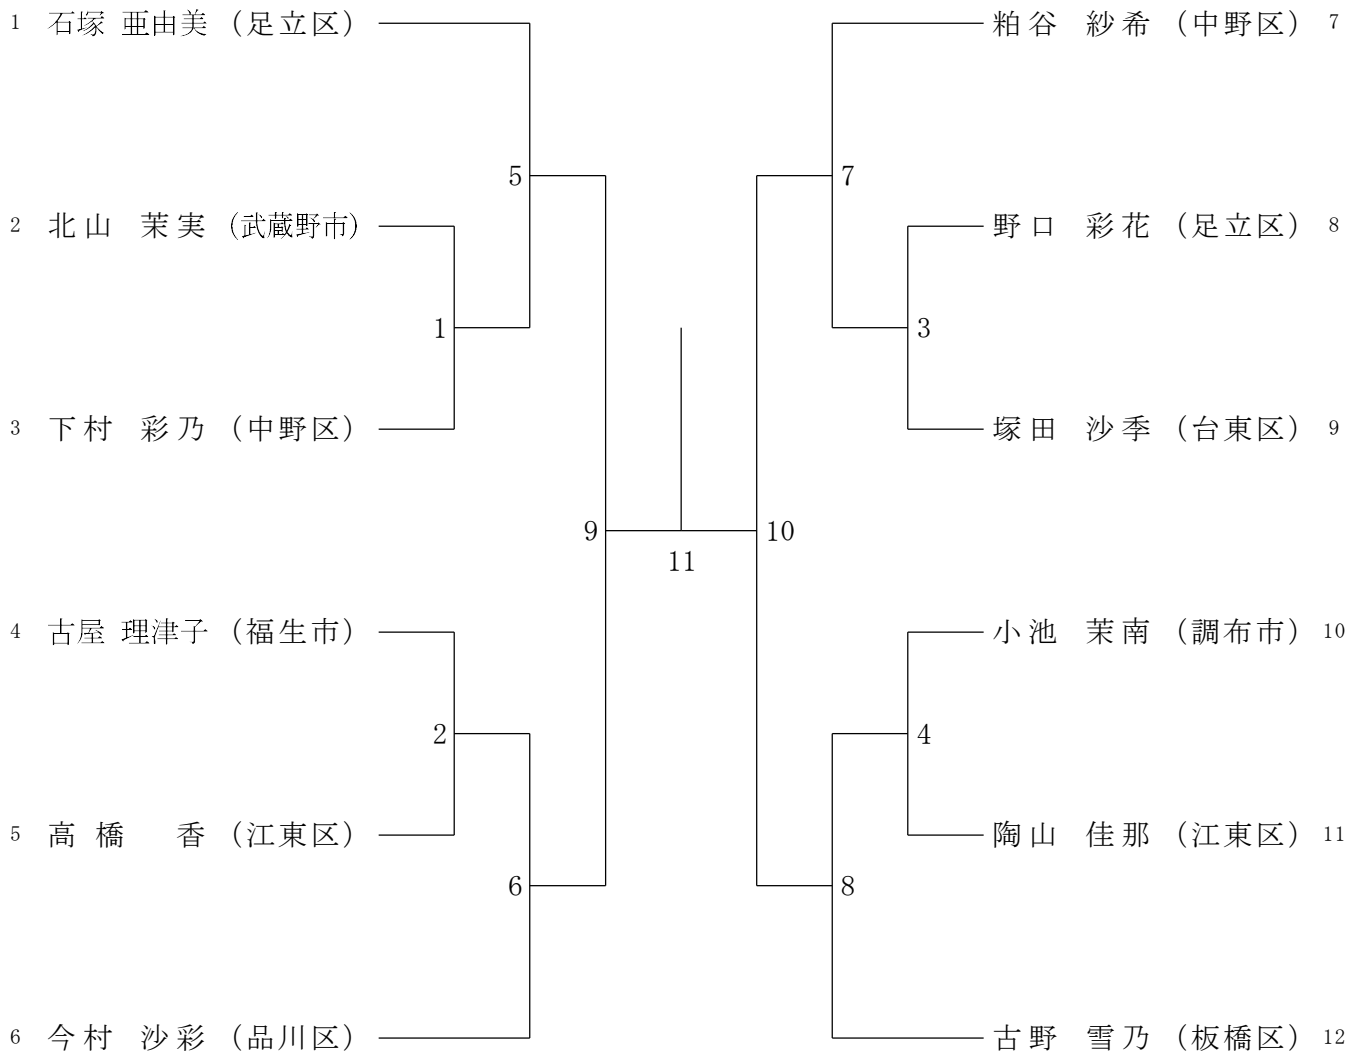 1 石塚 亜由美 (足立区)
2 北山 茉実 (武蔵野市)
3 下村 彩乃 (中野区)
4 古屋 理津子 (福生市)
5 高橋 香 (江東区)
6 今村 沙彩 (品川区)
5
1
9
2
6
11
7
3
10
4
8
粕谷 紗希 (中野区) 7
野口 彩花 (足立区) 8
塚田 沙季 (台東区) 9
小池 茉南 (調布市) 10
陶山 佳那 (江東区) 11
古野 雪乃 (板橋区) 12